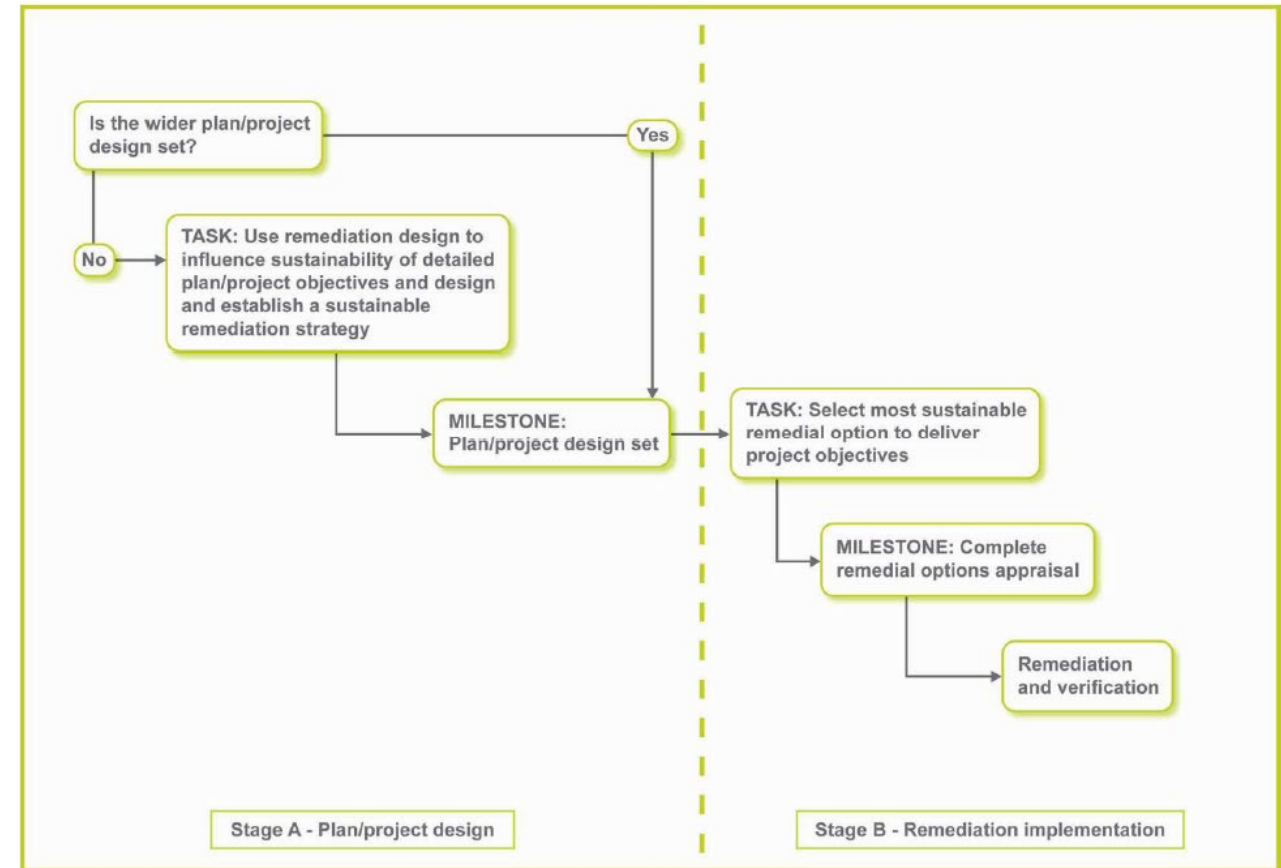 Is the wider plan/project
design set?
Yes
No
TASK: Use remediation design to
influence sustainability of detailed
plan/project objectives and design
and establish a sustainable
remediation strategy
MILESTONE:
Plan/project design set
TASK: Select most sustainable
remedial option to deliver
project objectives
MILESTONE: Complete
remedial options appraisal
Remediation
and verification
Stage A - Plan/project design
Stage B - Remediation implementation